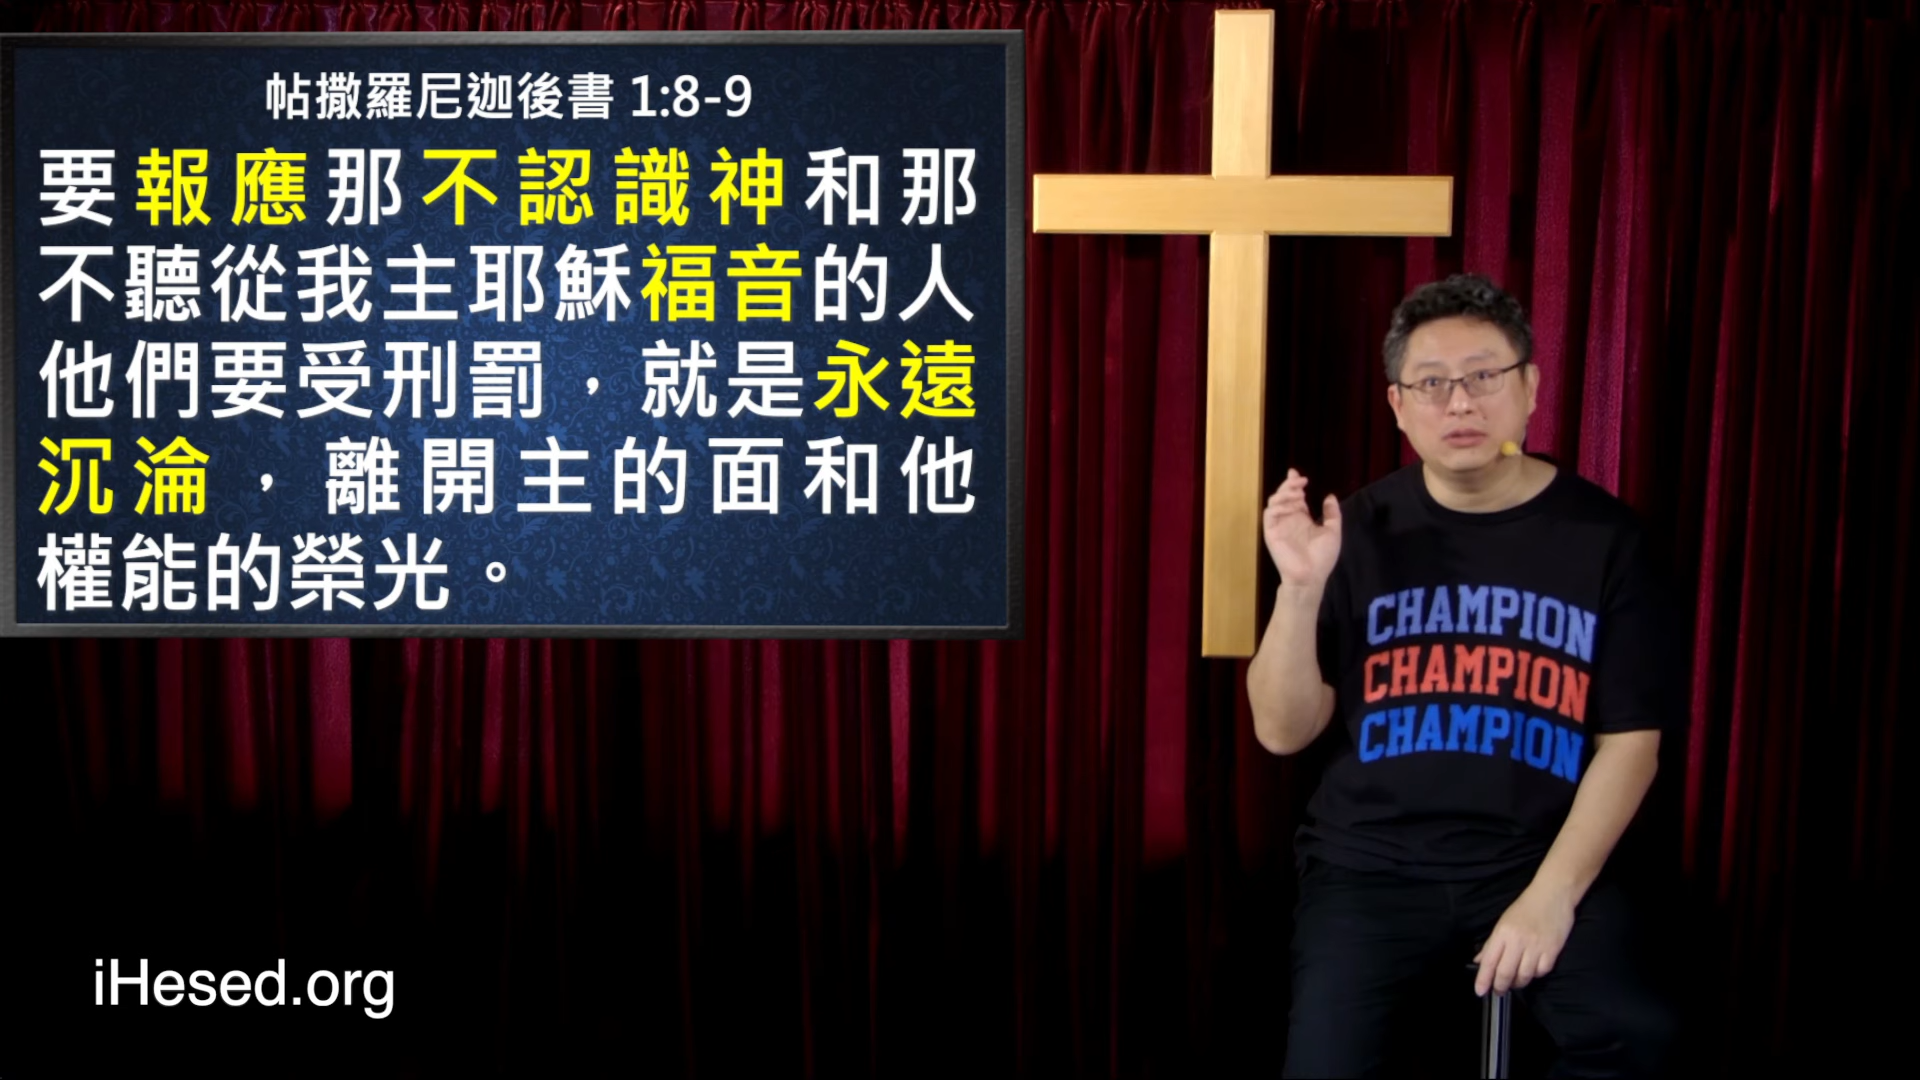 帖撒羅尼迦後書 1:8-9
要報應那不認識神和那
不聽從我主耶穌福音的人
他們要受刑罰，就是永遠
沉淪，離開主的面和他
權能的榮光。
CHAMPION
CHAMPION
CHAMPION
iHesed.org